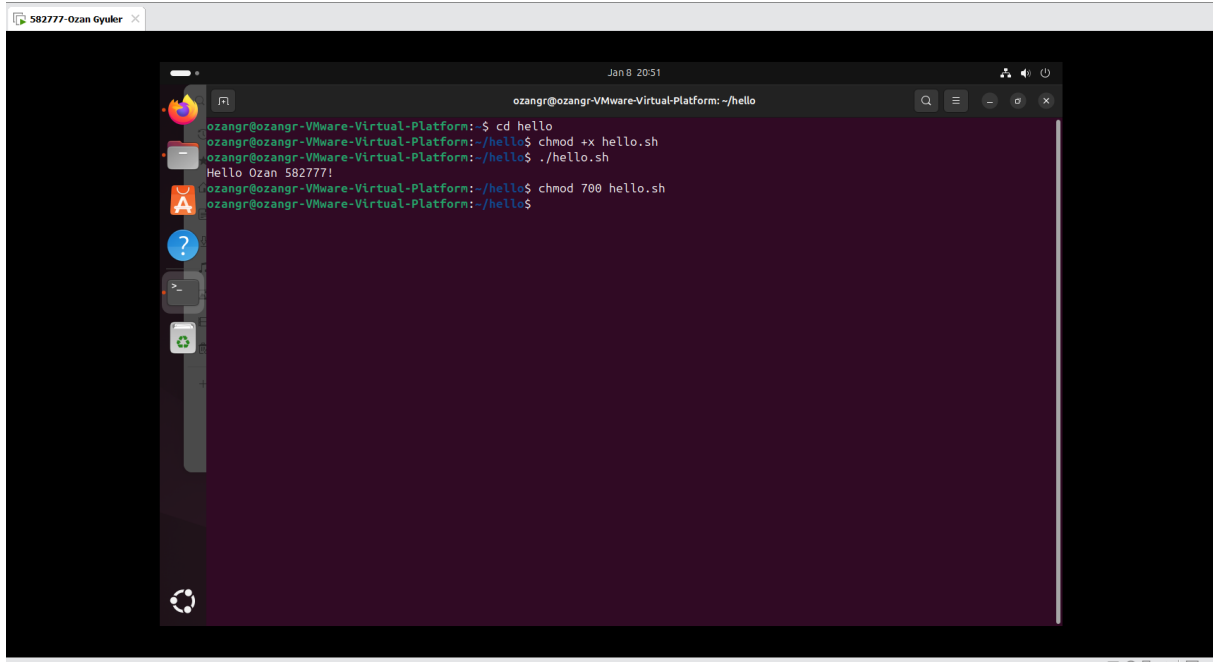 582777-Ozan Gyuler
Jan 8 20:51
ozangr@ozangr-VMware-Virtual-Platform: ~/hello
ozangr@ozangr-VMware-Virtual-Platform:~$ cd hello
ozangr@ozangr-VMware-Virtual-Platform:~/hello$ chmod +x hello.sh
ozangr@ozangr-VMware-Virtual-Platform:~/hello$ ./hello.sh
Hello Ozan 582777!
ozangr@ozangr-VMware-Virtual-Platform:~/hello$ chmod 700 hello.sh
ozangr@ozangr-VMware-Virtual-Platform:~/hello$